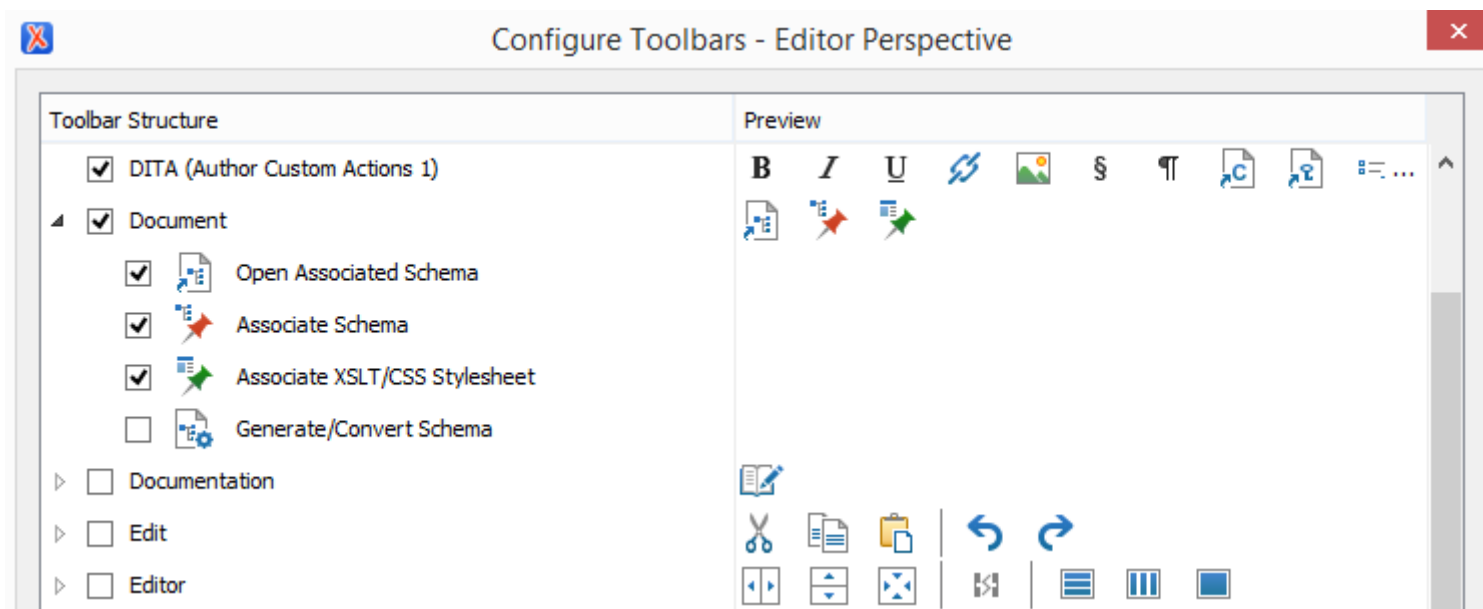 Configure Toolbars - Editor Perspective
Toolbar Structure Preview
DITA (Author Custom Actions 1) B I U § ¶ C ...
Document
Open Associated Schema
Associate Schema
Associate XSLT/CSS Stylesheet
Generate/Convert Schema
Documentation
Edit
Editor